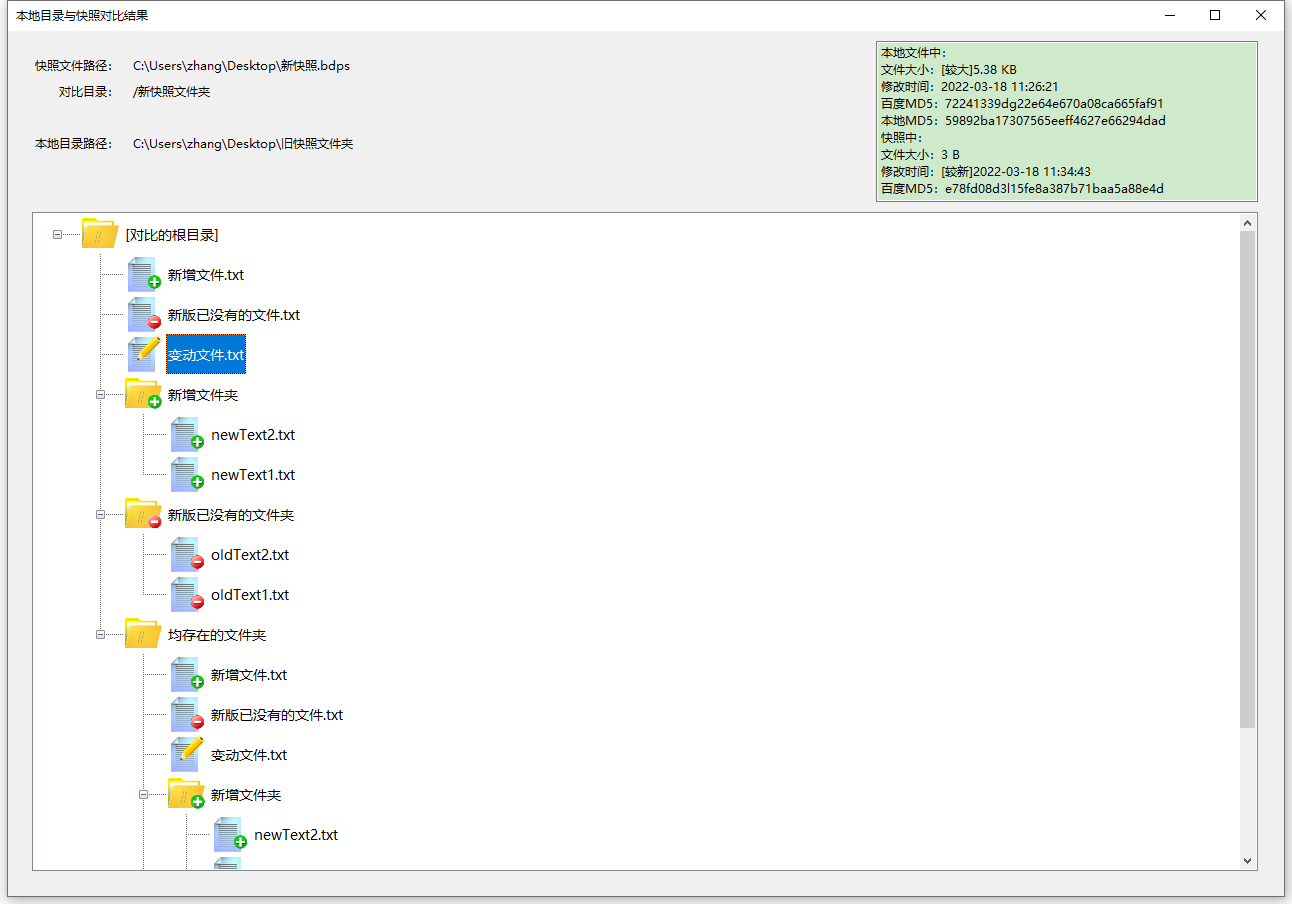 本地目录与快照对比结果
快照文件路径： C:\Users\zhang\Desktop\新快照.bdps
对比目录： /新快照文件夹
本地目录路径： C:\Users\zhang\Desktop\旧快照文件夹
本地文件中：
文件大小：[较大]5.38 KB
修改时间：2022-03-18 11:26:21
百度MD5：72241339dg22e64e670a08ca665faf91
本地MD5：59892ba17307565eeff4627e66294dad
快照中：
文件大小：3 B
修改时间：[较新]2022-03-18 11:34:43
百度MD5：e78fd08d3l15fe8a387b71baa5a88e4d
[对比的根目录]
新增文件.txt
新版已没有的文件.txt
变动文件.txt
新增文件夹
newText2.txt
newText1.txt
新版已没有的文件夹
oldText2.txt
oldText1.txt
均存在的文件夹
新增文件.txt
新版已没有的文件.txt
变动文件.txt
新增文件夹
newText2.txt